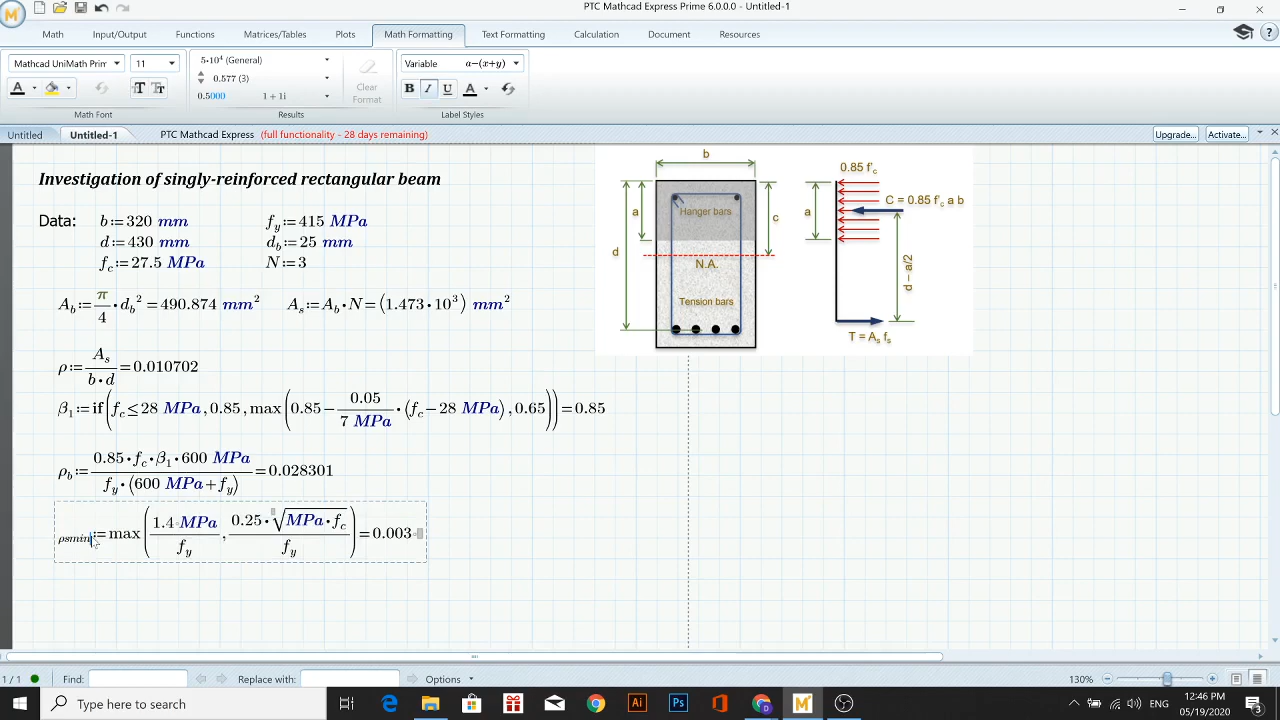 PTC Mathcad Express Prime 6.0.0.0 - Untitled-1
Math Input/Output Functions Matrices/Tables Plots Math Formatting Text Formatting Calculation Document Resources
Mathcad UniMath Prim 11
5•10⁴ (General)
0.577 (3)
0.5000 1 + 1i
Clear Format
Variable a−(x+y)
A B I U A
Math Font Results Label Styles
Untitled Untitled-1 PTC Mathcad Express (full functionality - 28 days remaining) Upgrade... Activate...
Investigation of singly-reinforced rectangular beam
Data: b:=320 mm f_y:=415 MPa
d:=430 mm d_b:=25 mm
f_c:=27.5 MPa N:=3
A_b:=π/4•d_b²=490.874 mm² A_s:=A_b•N=(1.473•10³) mm²
ρ:=A_s/(b•d)=0.010702
β₁:=if(f_c≤28 MPa,0.85,max(0.85−0.05/(7 MPa)•(f_c−28 MPa),0.65))=0.85
ρ_b:=(0.85•f_c•β₁•600 MPa)/(f_y•(600 MPa+f_y))=0.028301
ρsmin:=max((1.4 MPa)/f_y,(0.25•√(MPa•f_c))/f_y)=0.003
b
a
d
c
Hanger bars
N.A.
Tension bars
0.85 f'c
a
C = 0.85 f'c a b
d − a/2
T = As fs
1 / 1 Find: Replace with: Options 130%
Type here to search
Ai Ps
ENG
12:46 PM
05/19/2020